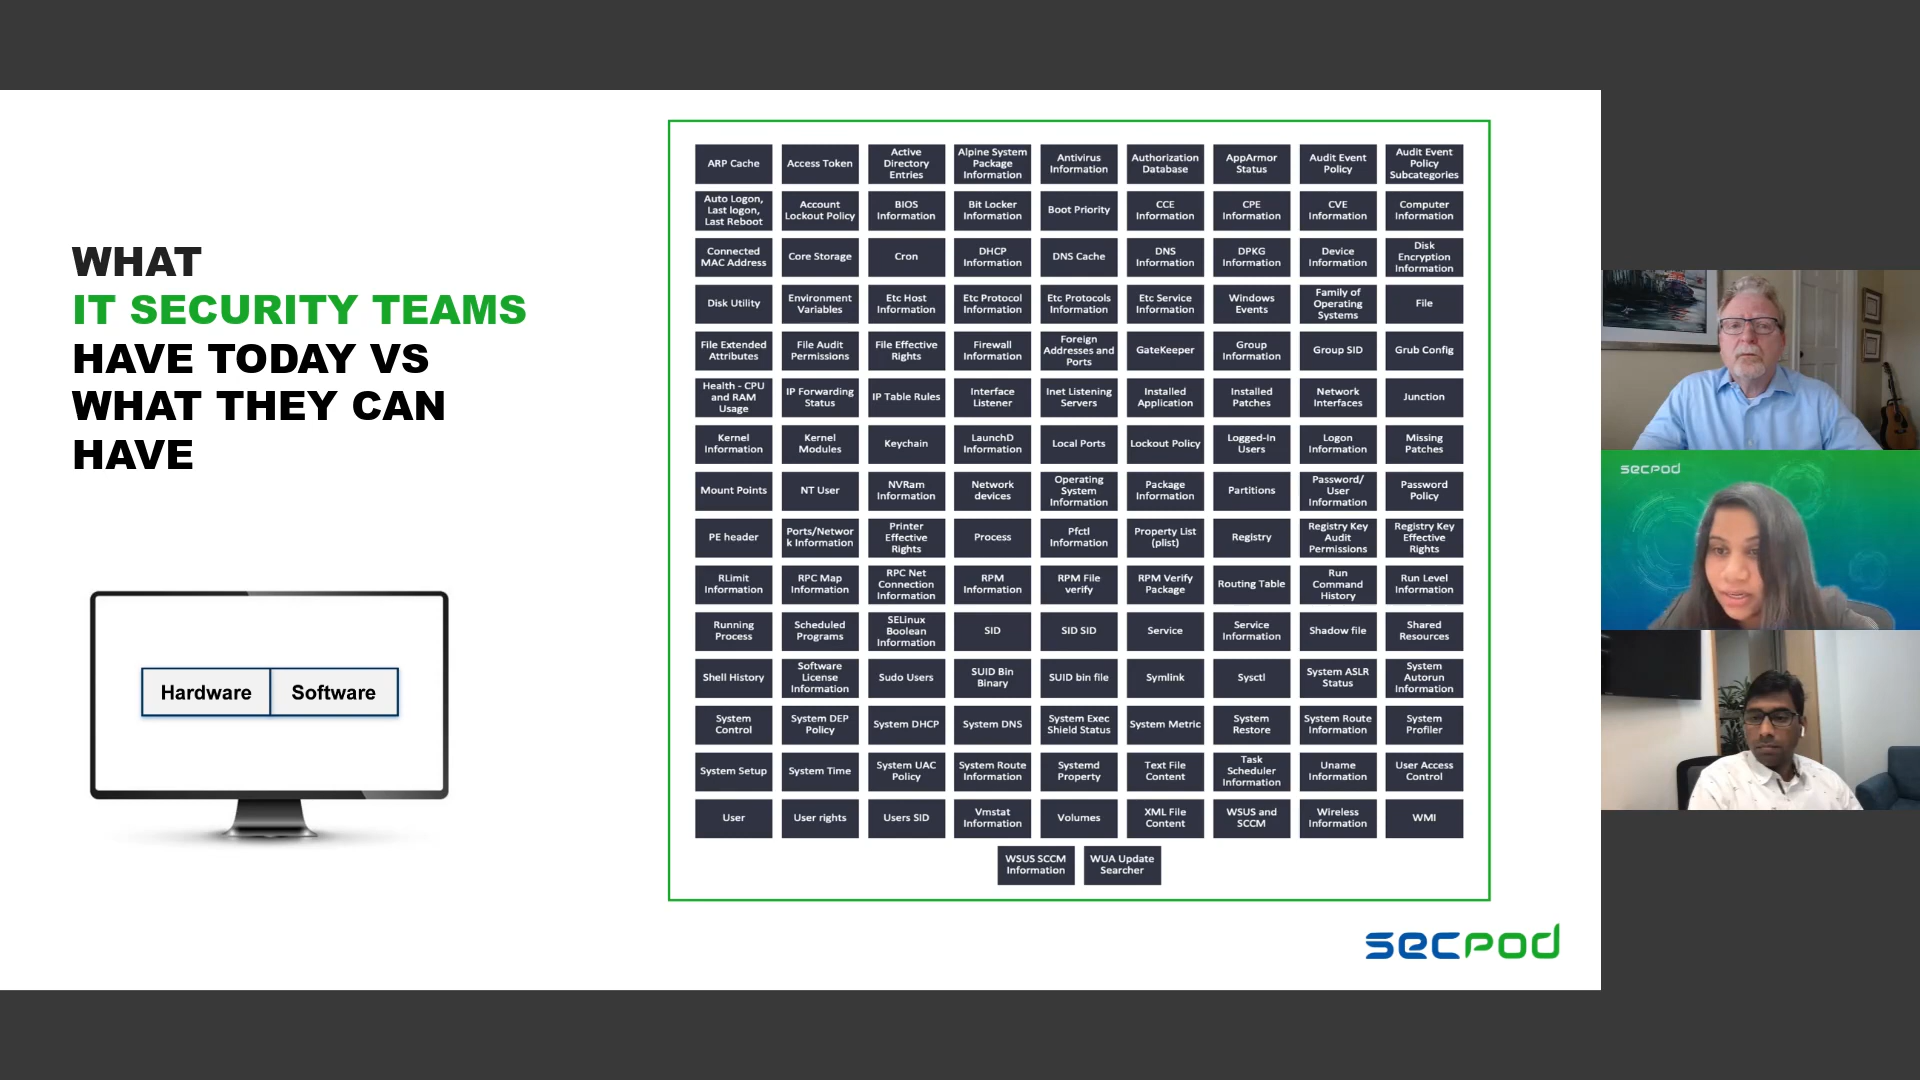 WHAT
IT SECURITY TEAMS
HAVE TODAY VS
WHAT THEY CAN
HAVE
Hardware
Software
ARP Cache
Access Token
Active
Directory
Entries
Alpine System
Package
Information
Antivirus
Information
Authorization
Database
AppArmor
Status
Audit Event
Policy
Audit Event
Policy
Subcategories
Auto Logon,
Last logon,
Last Reboot
Account
Lockout Policy
BIOS
Information
Bit Locker
Information
Boot Priority
CCE
Information
CPE
Information
CVE
Information
Computer
Information
Connected
MAC Address
Core Storage
Cron
DHCP
Information
DNS Cache
DNS
Information
DPKG
Information
Device
Information
Disk
Encryption
Information
Disk Utility
Environment
Variables
Etc Host
Information
Etc Protocol
Information
Etc Protocols
Information
Etc Service
Information
Windows
Events
Family of
Operating
Systems
File
File Extended
Attributes
File Audit
Permissions
File Effective
Rights
Firewall
Information
Foreign
Addresses and
Ports
GateKeeper
Group
Information
Group SID
Grub Config
Health - CPU
and RAM
Usage
IP Forwarding
Status
IP Table Rules
Interface
Listener
Inet Listening
Servers
Installed
Application
Installed
Patches
Network
Interfaces
Junction
Kernel
Information
Kernel
Modules
Keychain
LaunchD
Information
Local Ports
Lockout Policy
Logged-In
Users
Logon
Information
Missing
Patches
Mount Points
NT User
NVRam
Information
Network
devices
Operating
System
Information
Package
Information
Partitions
Password/
User
Information
Password
Policy
PE header
Ports/Networ
k Information
Printer
Effective
Rights
Process
Pfctl
Information
Property List
(plist)
Registry
Registry Key
Audit
Permissions
Registry Key
Effective
Rights
RLimit
Information
RPC Map
Information
RPC Net
Connection
Information
RPM
Information
RPM File
verify
RPM Verify
Package
Routing Table
Run
Command
History
Run Level
Information
Running
Process
Scheduled
Programs
SELinux
Boolean
Information
SID
SID SID
Service
Service
Information
Shadow file
Shared
Resources
Shell History
Software
License
Information
Sudo Users
SUID Bin
Binary
SUID bin file
Symlink
Sysctl
System ASLR
Status
System
Autorun
Information
System
Control
System DEP
Policy
System DHCP
System DNS
System Exec
Shield Status
System Metric
System
Restore
System Route
Information
System
Profiler
System Setup
System Time
System UAC
Policy
System Route
Information
Systemd
Property
Text File
Content
Task
Scheduler
Information
Uname
Information
User Access
Control
User
User rights
Users SID
Vmstat
Information
Volumes
XML File
Content
WSUS and
SCCM
Wireless
Information
WMI
WSUS SCCM
Information
WUA Update
Searcher
secpod
secpod